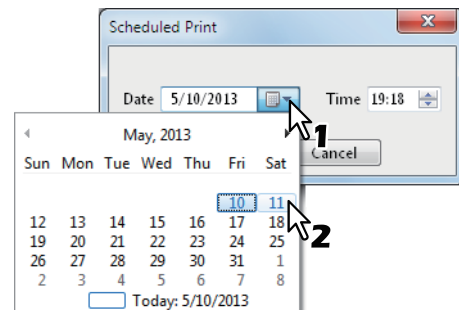 Scheduled Print
X
Date 5/10/2013 Time 19:18
1
Cancel
May, 2013
Sun Mon Tue Wed Thu Fri Sat
10 11
12 13 14 15 16 17 18
2
19 20 21 22 23 24 25
26 27 28 29 30 31 1
2 3 4 5 6 7 8
Today: 5/10/2013